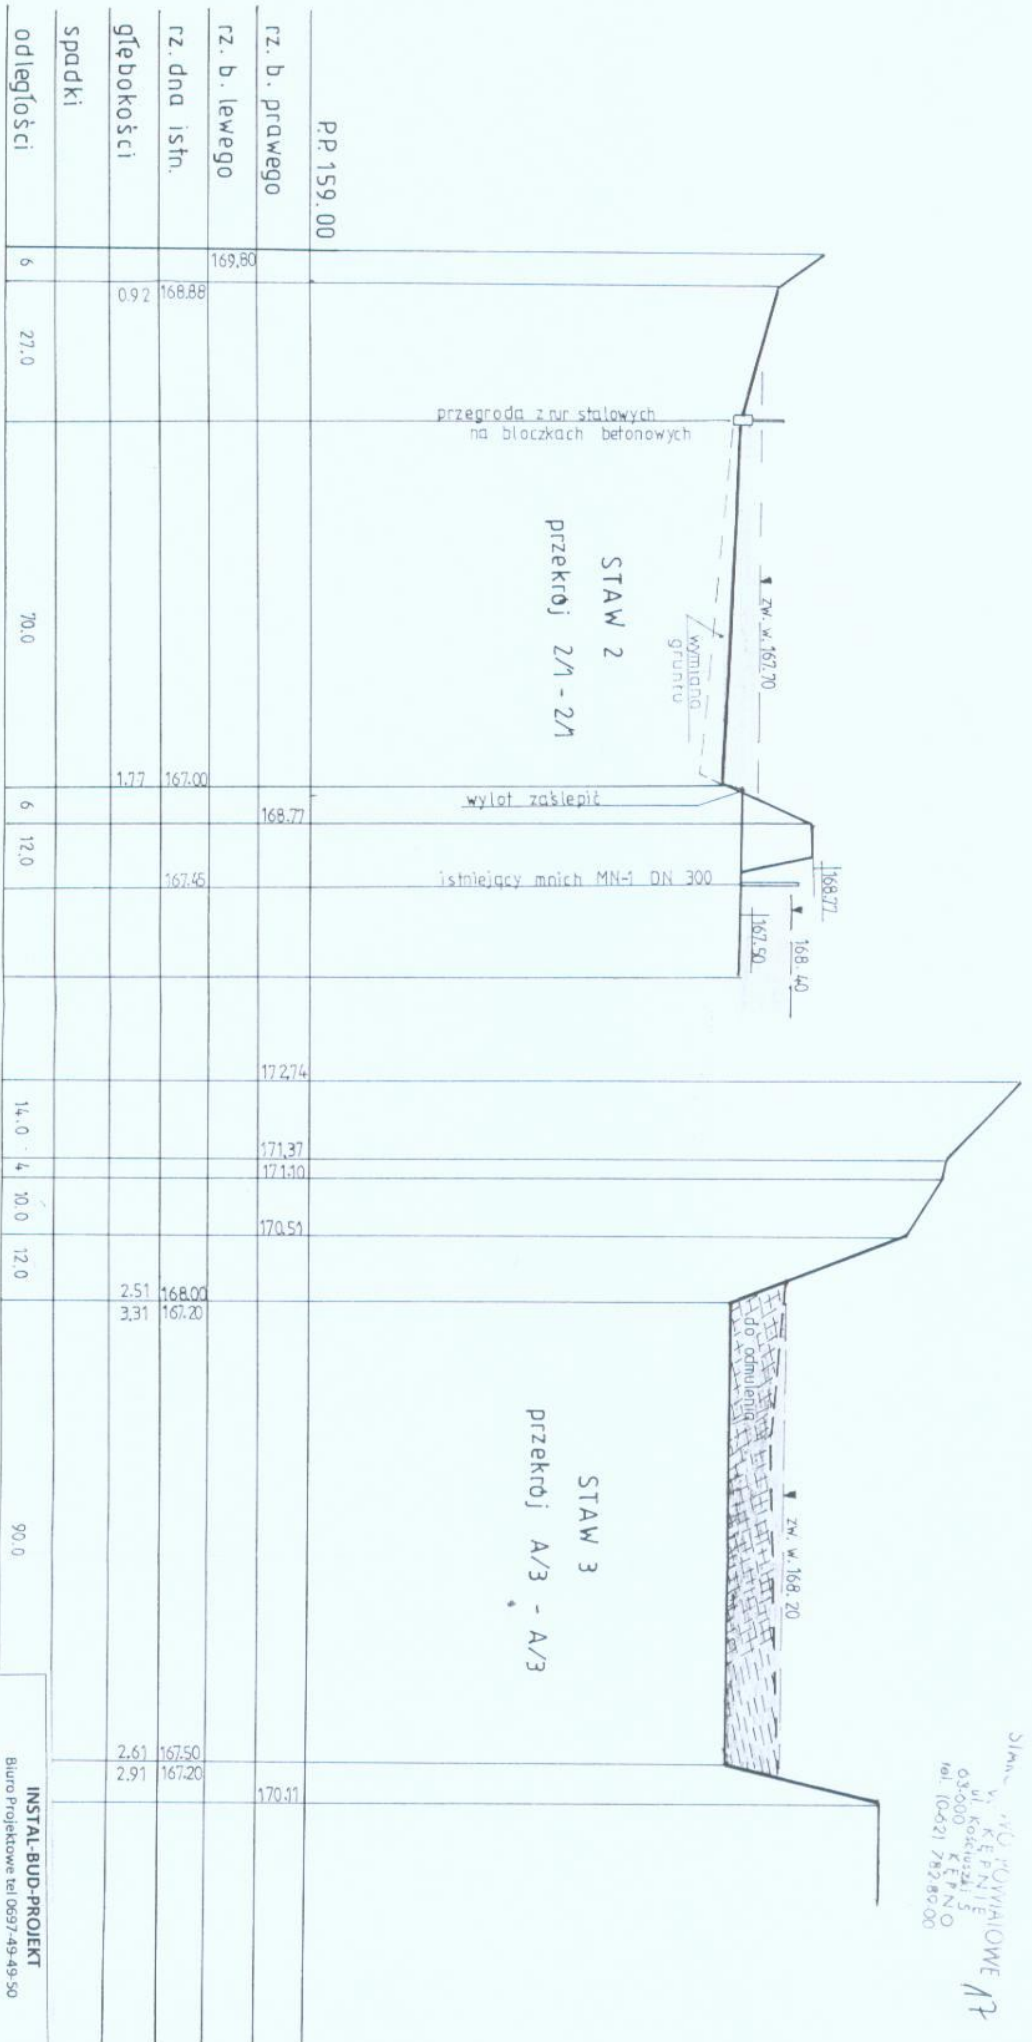 17
KĘPNIE
ul. Kościuszki 5
63-600 KĘPNO
STAW 2
przekrój 2/1 - 2/1
STAW 3
przekrój A/3 - A/3
zw. w. 167.70
wymiana
gruntu
przegroda z rur stalowych
na bloczkach betonowych
wylot zaślepić
istniejący mnich MN-1 DN 300
168.77
168.40
167.50
zw. w. 168.20
do odmulenia
P.P. 159.00
rz. b. prawego 168.77 172.74 171.37 171.10 170.51 170.11
rz. b. lewego 169.80
rz. dna istn. 168.88 167.00 167.45 168.00 167.20 167.50 167.20
głębokości 0.92 1.77 2.51 3.31 2.61 2.91
spadki
odległości 6 27.0 70.0 6 12.0 14.0 4 10.0 12.0 90.0
INSTAL-BUD-PROJEKT
Biuro Projektowe tel 0697-49-49-50